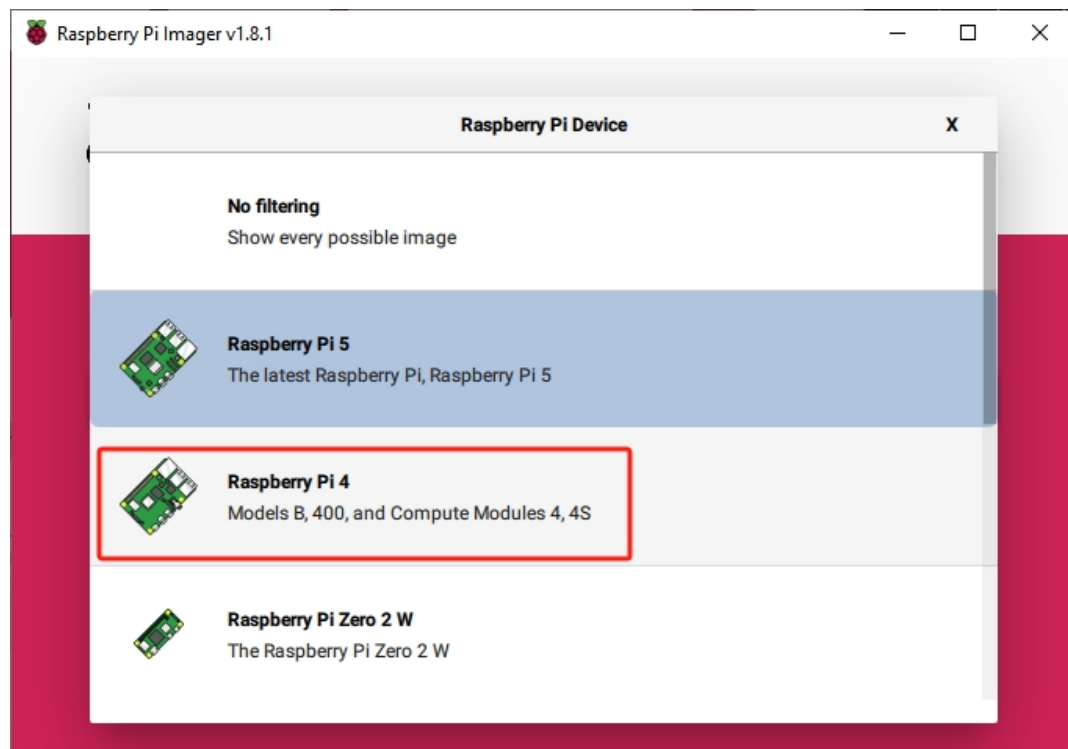 Raspberry Pi Imager v1.8.1
Raspberry Pi Device
X
No filtering
Show every possible image
Raspberry Pi 5
The latest Raspberry Pi, Raspberry Pi 5
Raspberry Pi 4
Models B, 400, and Compute Modules 4, 4S
Raspberry Pi Zero 2 W
The Raspberry Pi Zero 2 W